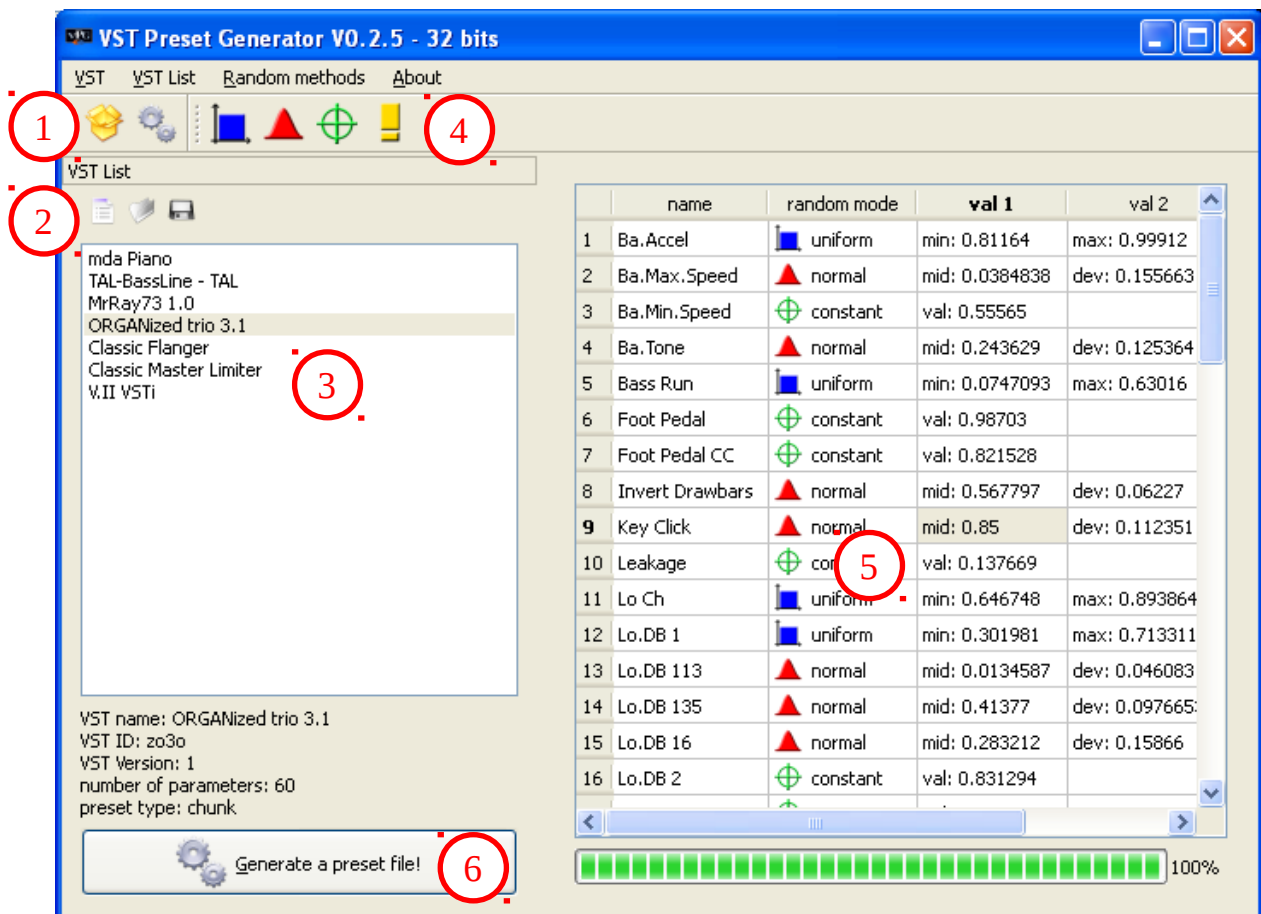 VST Preset Generator V0.2.5 - 32 bits
VST VST List Random methods About
1
4
VST List
2
mda Piano
TAL-BassLine - TAL
MrRay73 1.0
ORGANized trio 3.1
Classic Flanger
Classic Master Limiter
V.II VSTi
3
VST name: ORGANized trio 3.1
VST ID: zo3o
VST Version: 1
number of parameters: 60
preset type: chunk
Generate a preset file!
6
name random mode val 1 val 2
1 Ba.Accel uniform min: 0.81164 max: 0.99912
2 Ba.Max.Speed normal mid: 0.0384838 dev: 0.155663
3 Ba.Min.Speed constant val: 0.55565
4 Ba.Tone normal mid: 0.243629 dev: 0.125364
5 Bass Run uniform min: 0.0747093 max: 0.63016
6 Foot Pedal constant val: 0.98703
7 Foot Pedal CC constant val: 0.821528
8 Invert Drawbars normal mid: 0.567797 dev: 0.06227
9 Key Click normal mid: 0.85 dev: 0.112351
10 Leakage con val: 0.137669
5
11 Lo Ch uniform min: 0.646748 max: 0.893864
12 Lo.DB 1 uniform min: 0.301981 max: 0.713311
13 Lo.DB 113 normal mid: 0.0134587 dev: 0.046083
14 Lo.DB 135 normal mid: 0.41377 dev: 0.097665
15 Lo.DB 16 normal mid: 0.283212 dev: 0.15866
16 Lo.DB 2 constant val: 0.831294
100%